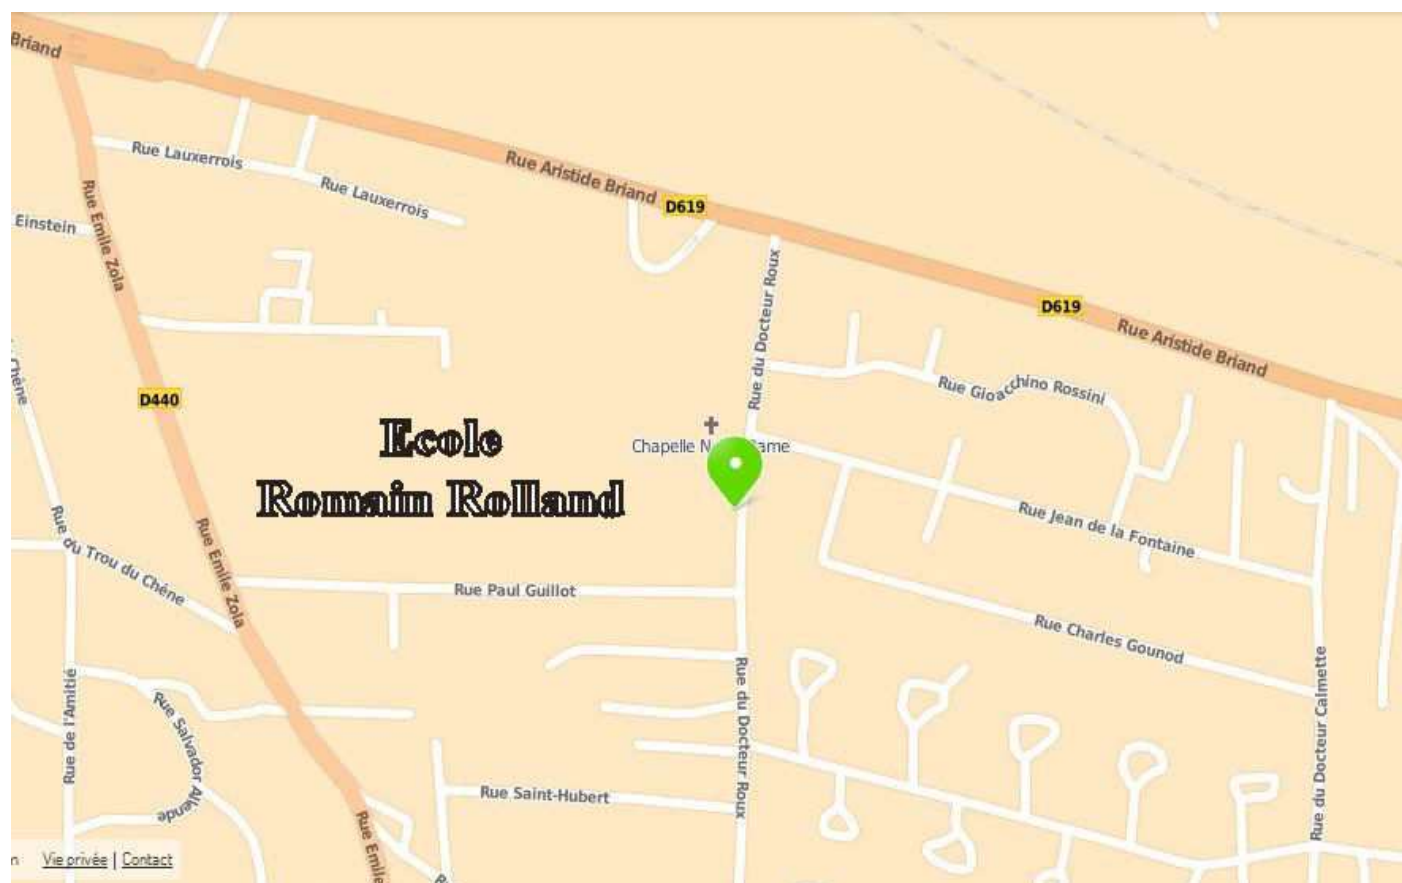 Briand
Rue Lauxerrois
Rue Lauxerrois
Rue Aristide Briand
D619
Einstein
Rue Emile Zola
Rue du Docteur Roux
D619
Rue Aristide Briand
Chêne
D440
Rue Gioacchino Rossini
Ecole
Romain Rolland
Chapelle
Rue du Trou du Chêne
Rue Emile Zola
Rue Jean de la Fontaine
Rue Paul Guillot
Rue Charles Gounod
Rue de l'Amitié
Rue Salvador Allende
Rue du Docteur Roux
Rue du Docteur Calmette
Rue Saint-Hubert
Rue Emile
Vie privée | Contact